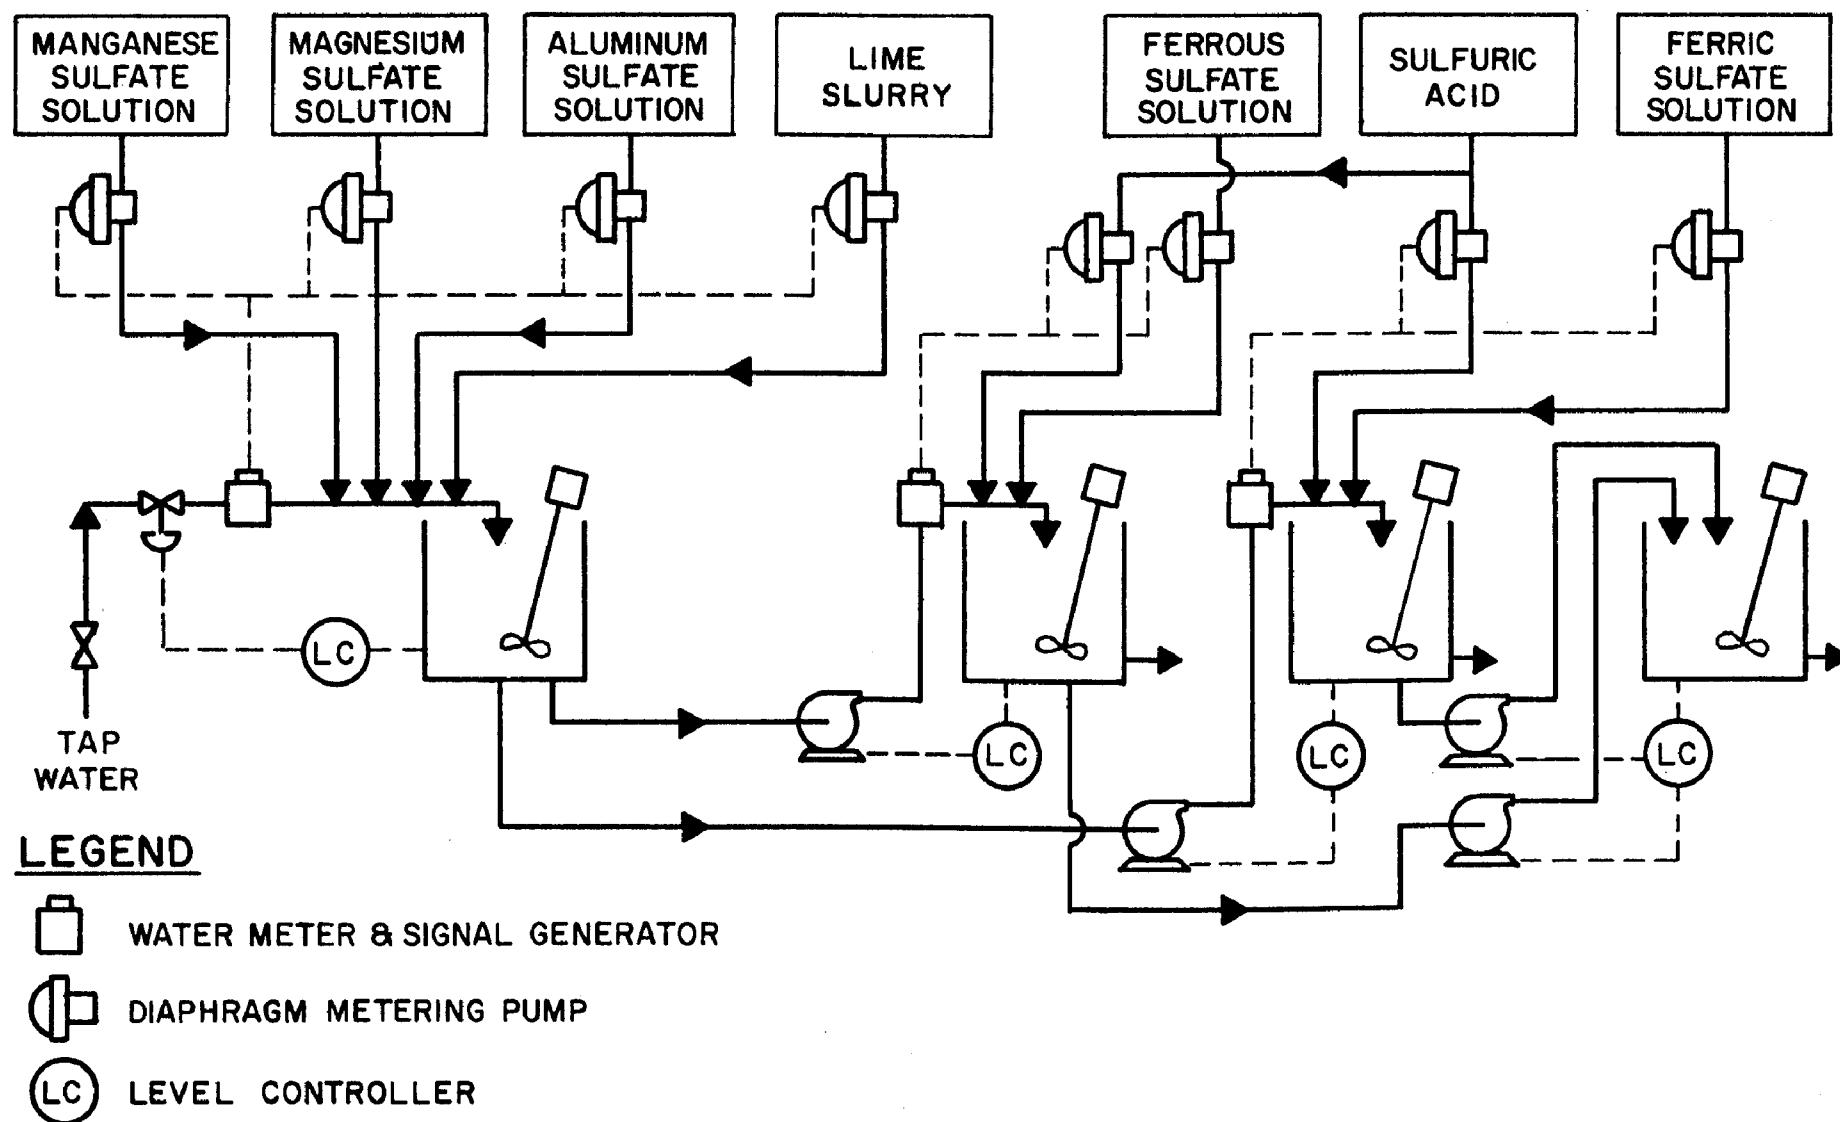 MANGANESE
SULFATE
SOLUTION
MAGNESIUM
SULFATE
SOLUTION
ALUMINUM
SULFATE
SOLUTION
LIME
SLURRY
FERROUS
SULFATE
SOLUTION
SULFURIC
ACID
FERRIC
SULFATE
SOLUTION
LC
LC
LC
LC
TAP
WATER
LEGEND
WATER METER & SIGNAL GENERATOR
DIAPHRAGM METERING PUMP
LC LEVEL CONTROLLER